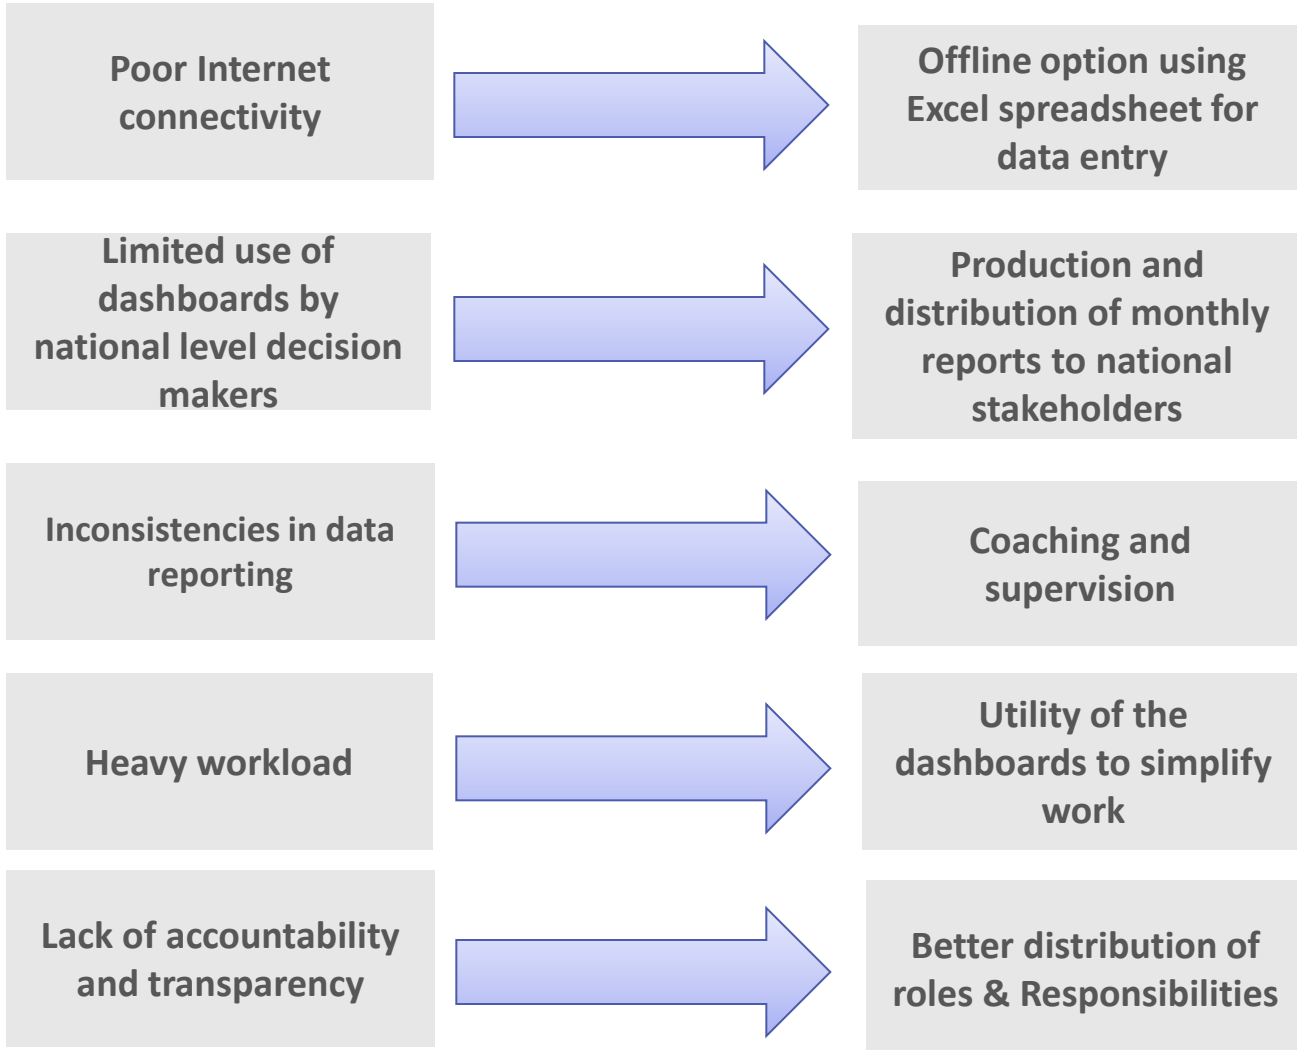 Poor Internet
connectivity
Offline option using
Excel spreadsheet for
data entry
Limited use of
dashboards by
national level decision
makers
Production and
distribution of monthly
reports to national
stakeholders
Inconsistencies in data
reporting
Coaching and
supervision
Heavy workload
Utility of the
dashboards to simplify
work
Lack of accountability
and transparency
Better distribution of
roles & Responsibilities